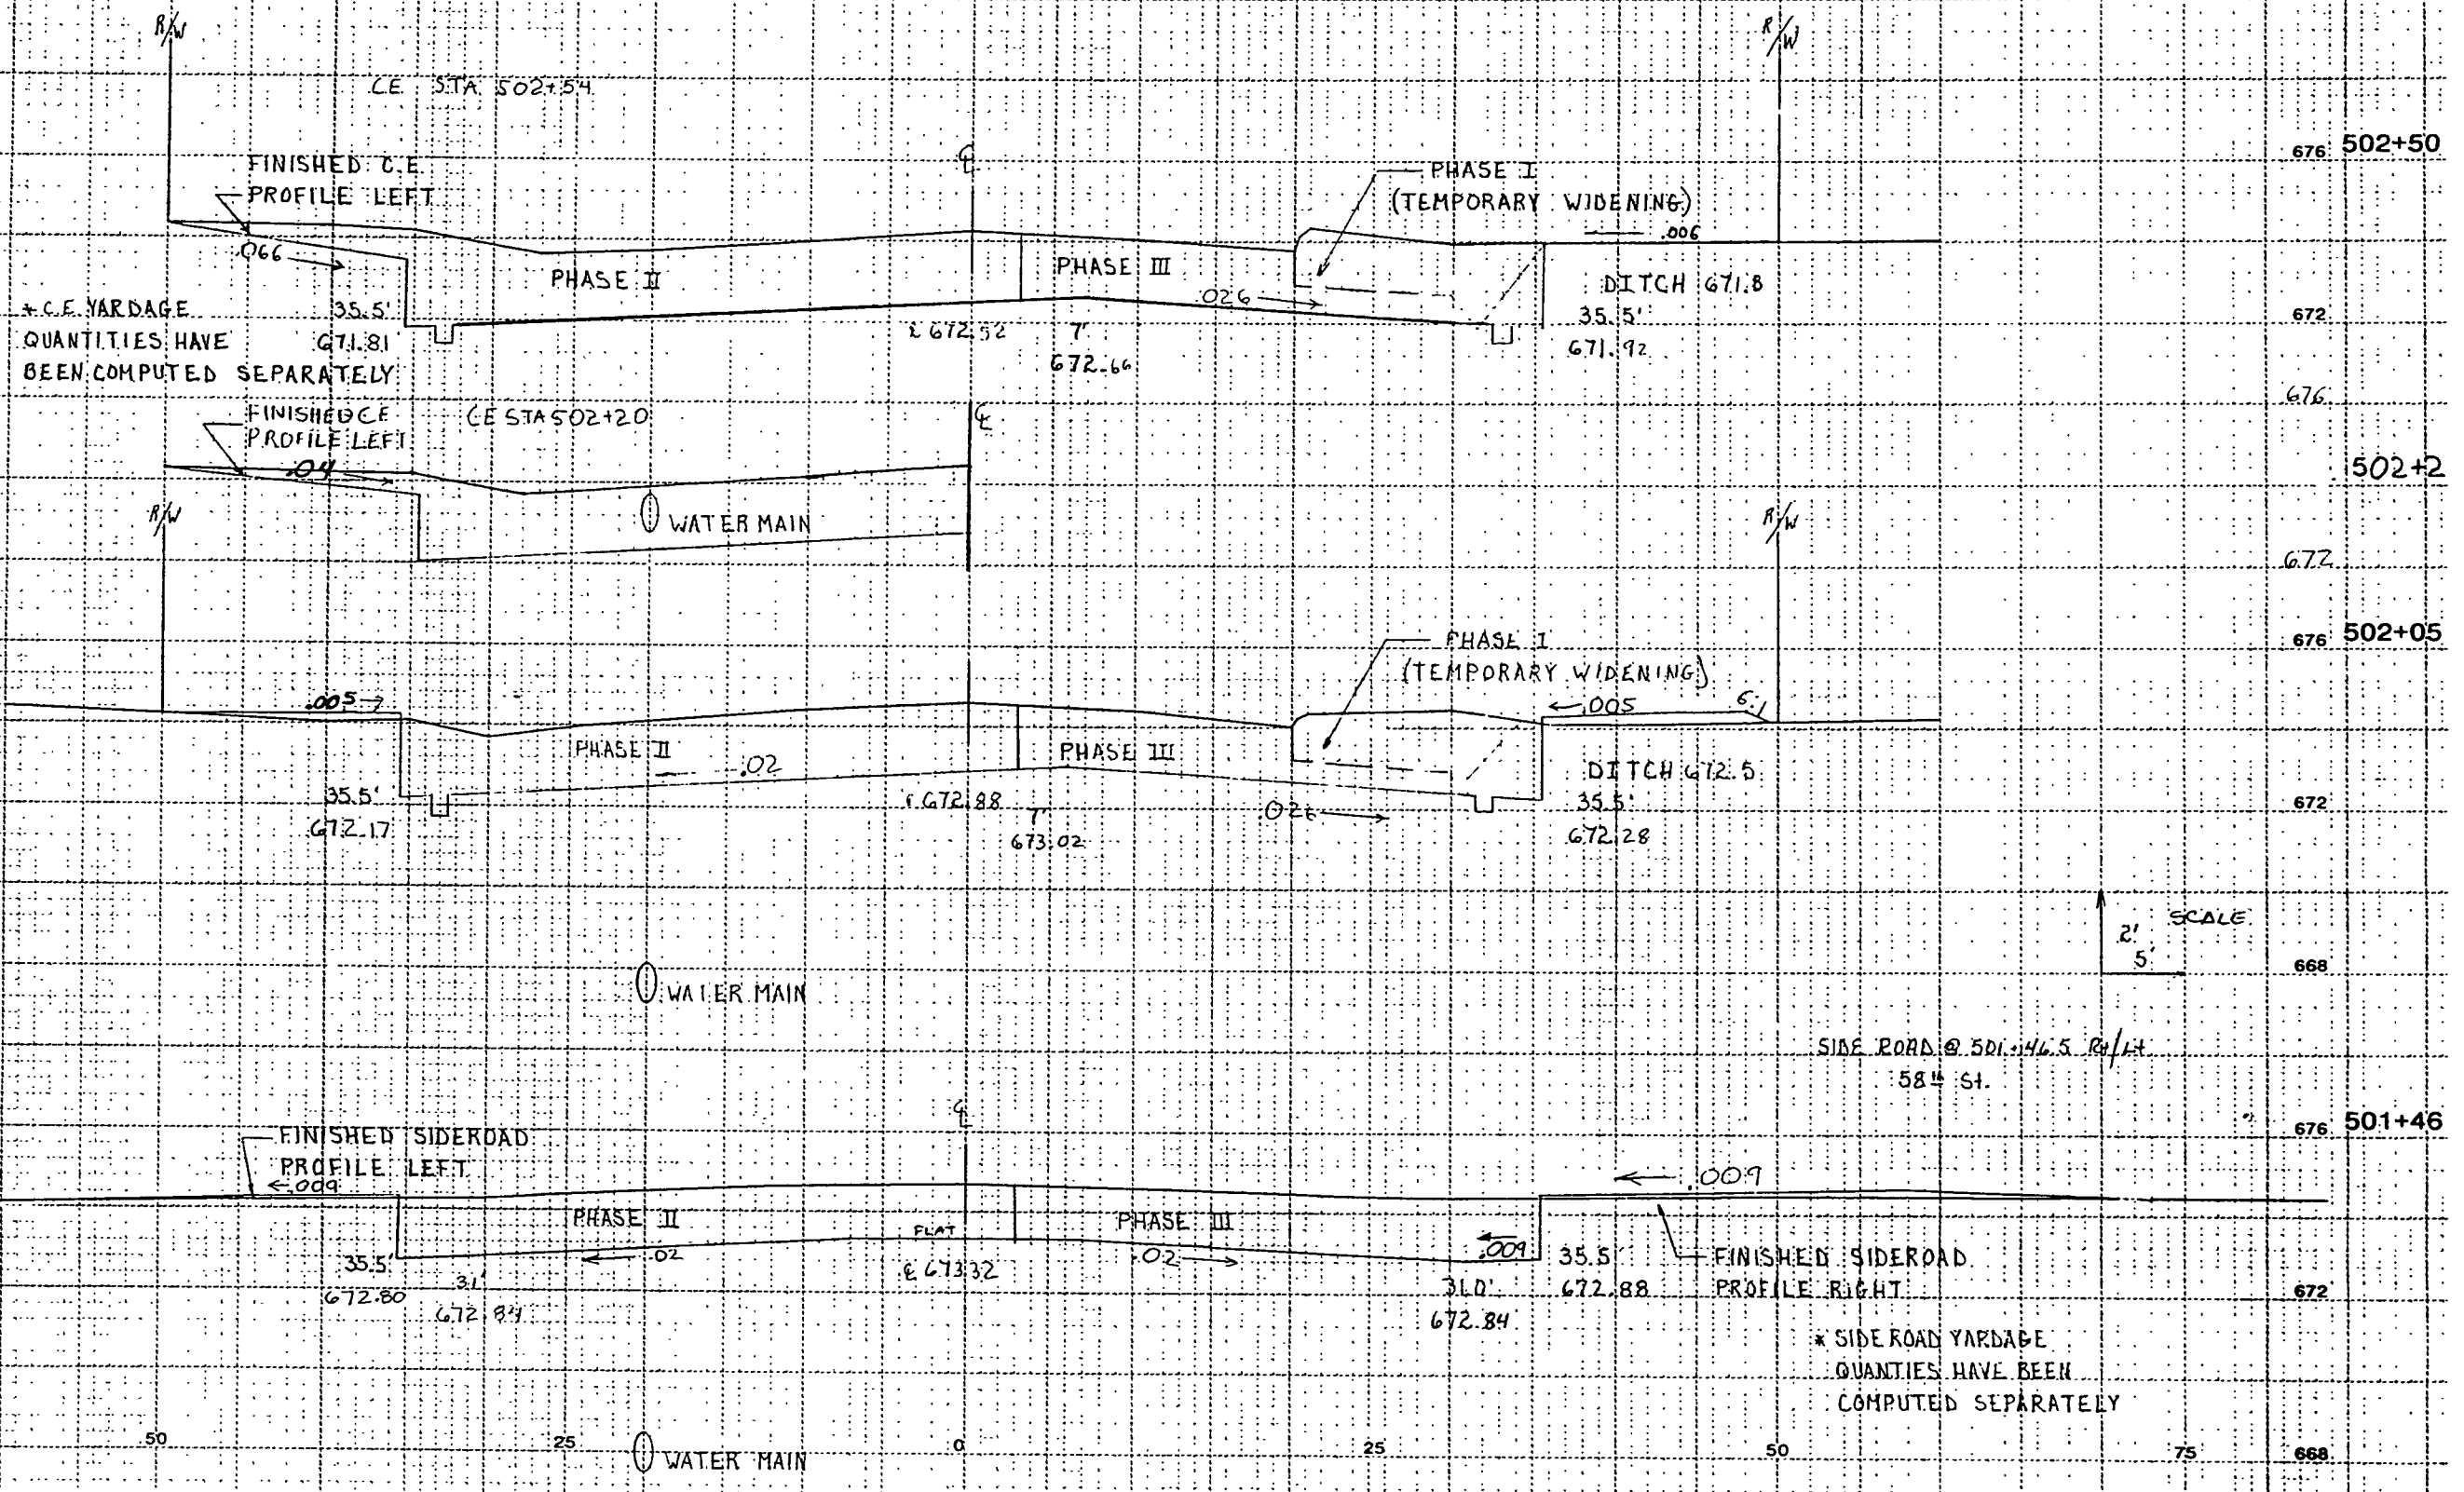 R/W
R/W
CE STA 502+54
676 502+50
FINISHED C.E.
PROFILE LEFT
℄
PHASE I
(TEMPORARY WIDENING)
.006
.066
PHASE II
PHASE III
.026
DITCH 671.8
* C.E. YARDAGE
QUANTITIES HAVE
BEEN COMPUTED SEPARATELY
35.5'
671.81
℄ 672.52
7'
672.66
35.5'
671.92
672
676
FINISHED CE
PROFILE LEFT
CE STA 502+20
℄
.04
502+2
R/W
WATER MAIN
R/W
672
676 502+05
PHASE I
(TEMPORARY WIDENING)
.005
.005
6:1
PHASE II
.02
PHASE III
DITCH 672.5
35.5'
672.17
℄ 672.88
7'
673.02
.026
35.5'
672.28
672
SCALE
2'
5'
668
WATER MAIN
SIDE ROAD @ 501+46.5 Rt/Lt
58th St.
℄
676 501+46
FINISHED SIDEROAD
PROFILE LEFT
.009
.009
PHASE II
FLAT
PHASE III
35.5'
672.80
31'
672.84
.02
℄ 673.32
.02
.009
31.0'
672.84
35.5'
672.88
FINISHED SIDEROAD
PROFILE RIGHT
672
* SIDE ROAD YARDAGE
QUANTIES HAVE BEEN
COMPUTED SEPARATELY
50
25
WATER MAIN
0
25
50
75
668